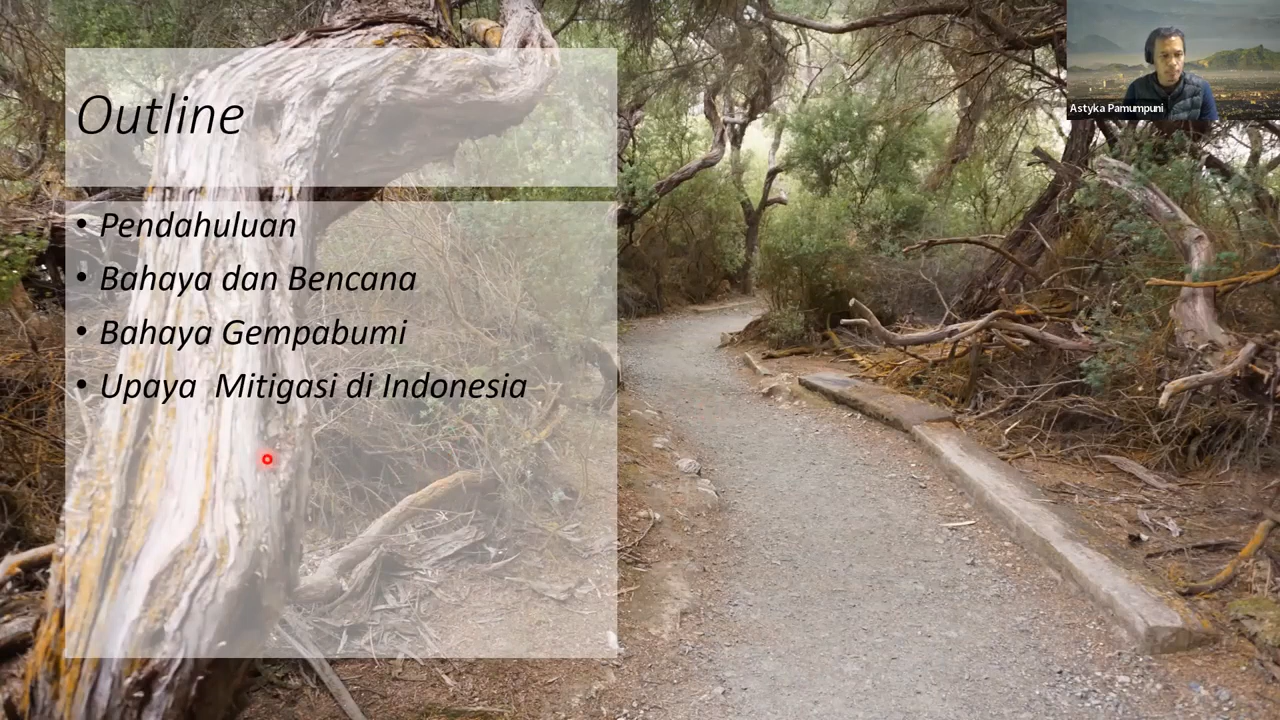 Outline
• Pendahuluan
• Bahaya dan Bencana
• Bahaya Gempabumi
• Upaya  Mitigasi di Indonesia
Astyka Pamumpuni